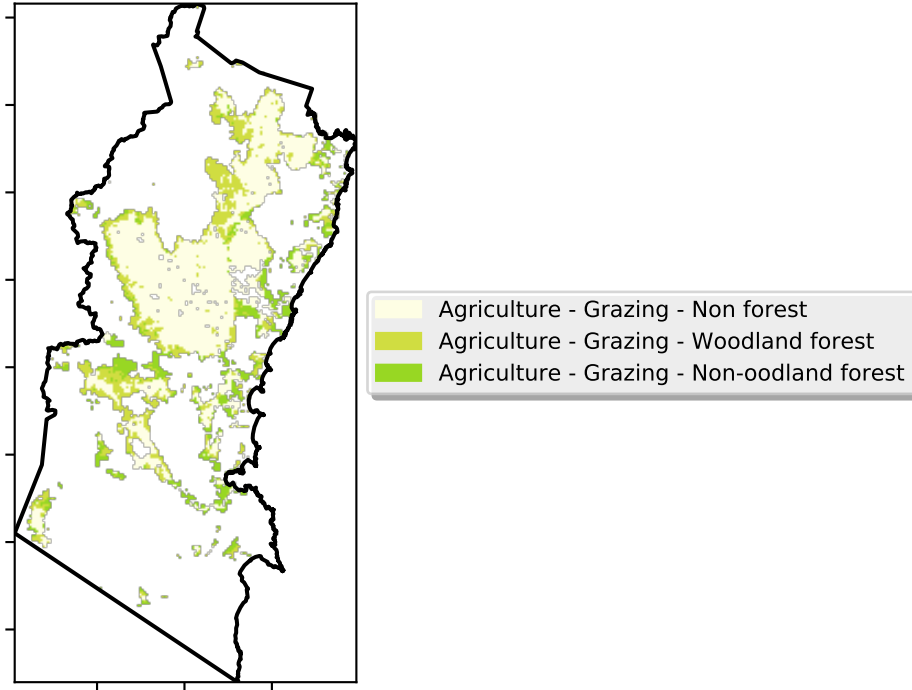 Agriculture - Grazing - Non forest
Agriculture - Grazing - Woodland forest
Agriculture - Grazing - Non-oodland forest